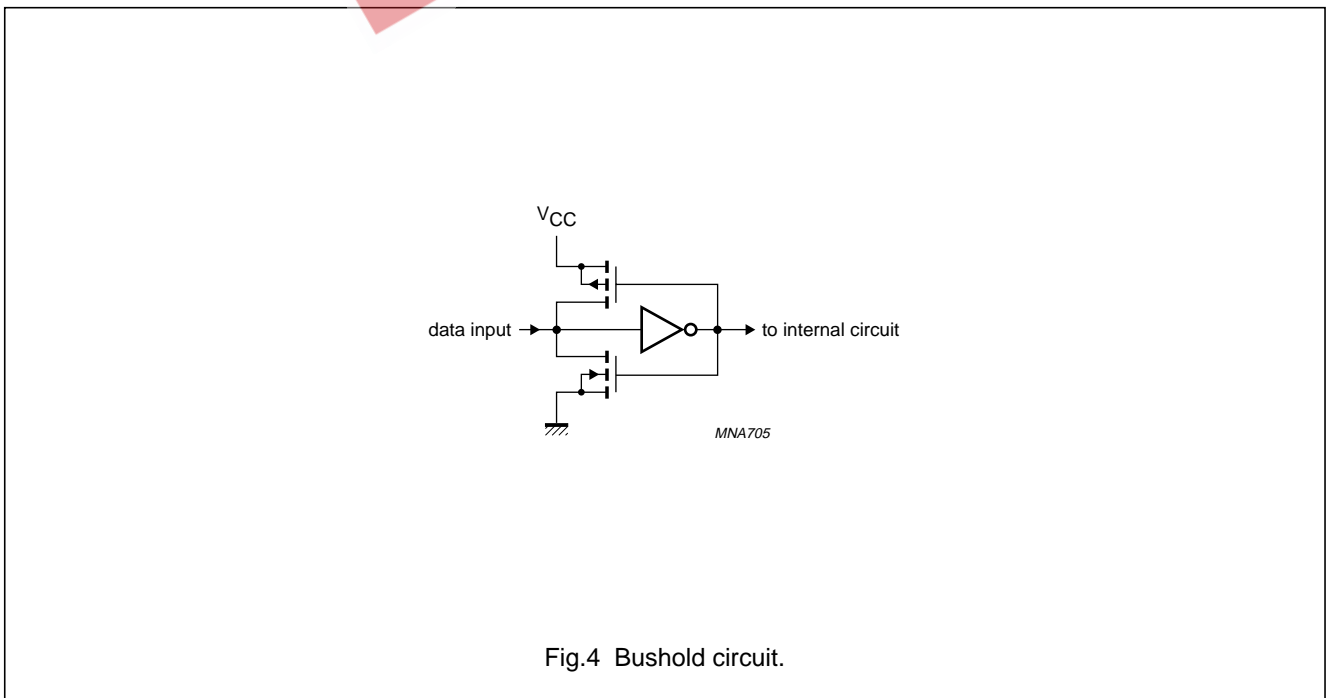 VCC
data input
to internal circuit
MNA705
Fig.4 Bushold circuit.